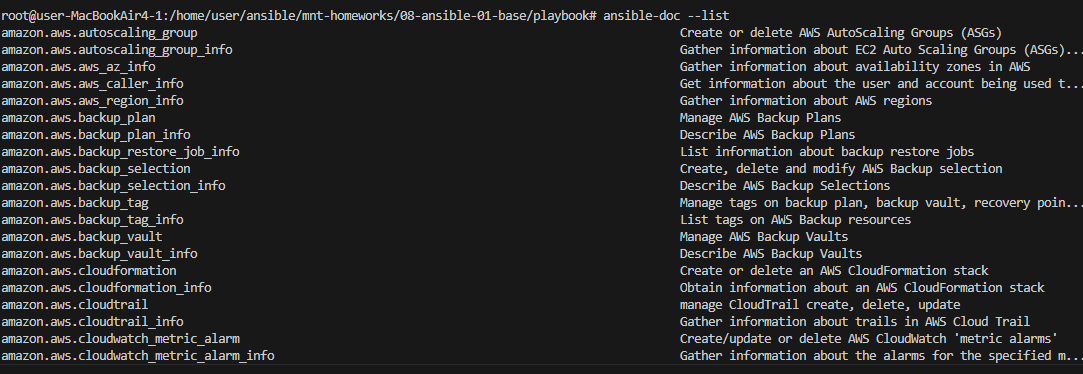 root@user-MacBookAir4-1:/home/user/ansible/mnt-homeworks/08-ansible-01-base/playbook# ansible-doc --list
amazon.aws.autoscaling_group Create or delete AWS AutoScaling Groups (ASGs)
amazon.aws.autoscaling_group_info Gather information about EC2 Auto Scaling Groups (ASGs)...
amazon.aws.aws_az_info Gather information about availability zones in AWS
amazon.aws.aws_caller_info Get information about the user and account being used t...
amazon.aws.aws_region_info Gather information about AWS regions
amazon.aws.backup_plan Manage AWS Backup Plans
amazon.aws.backup_plan_info Describe AWS Backup Plans
amazon.aws.backup_restore_job_info List information about backup restore jobs
amazon.aws.backup_selection Create, delete and modify AWS Backup selection
amazon.aws.backup_selection_info Describe AWS Backup Selections
amazon.aws.backup_tag Manage tags on backup plan, backup vault, recovery poin...
amazon.aws.backup_tag_info List tags on AWS Backup resources
amazon.aws.backup_vault Manage AWS Backup Vaults
amazon.aws.backup_vault_info Describe AWS Backup Vaults
amazon.aws.cloudformation Create or delete an AWS CloudFormation stack
amazon.aws.cloudformation_info Obtain information about an AWS CloudFormation stack
amazon.aws.cloudtrail manage CloudTrail create, delete, update
amazon.aws.cloudtrail_info Gather information about trails in AWS Cloud Trail
amazon.aws.cloudwatch_metric_alarm Create/update or delete AWS CloudWatch 'metric alarms'
amazon.aws.cloudwatch_metric_alarm_info Gather information about the alarms for the specified m...